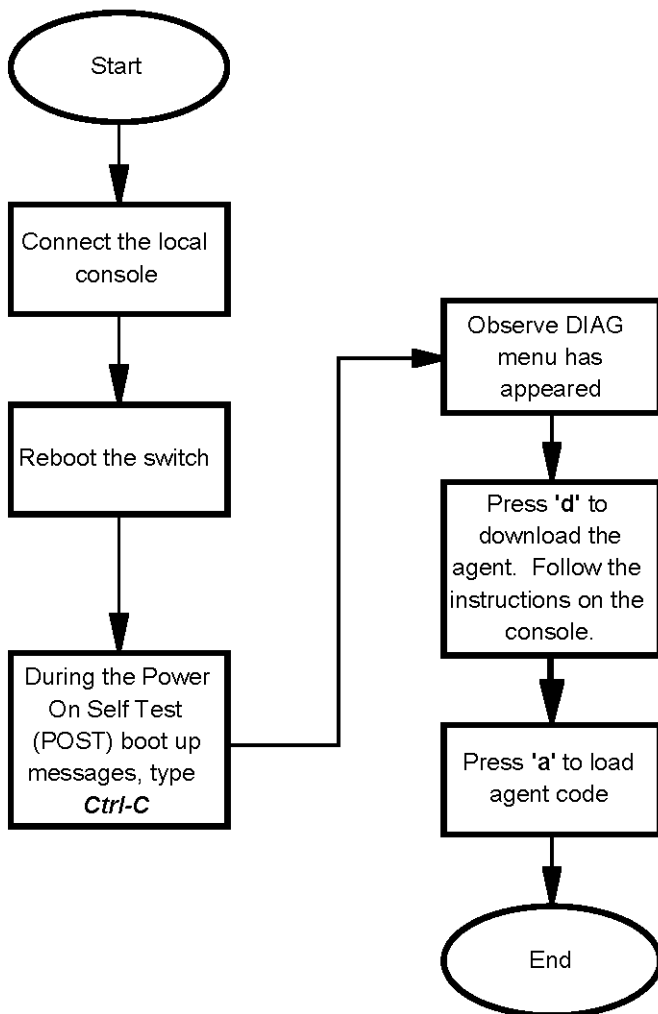 Start
Connect the local
console
Reboot the switch
During the Power
On Self Test
(POST) boot up
messages, type
Ctrl-C
Observe DIAG
menu has
appeared
Press 'd' to
download the
agent. Follow the
instructions on the
console.
Press 'a' to load
agent code
End